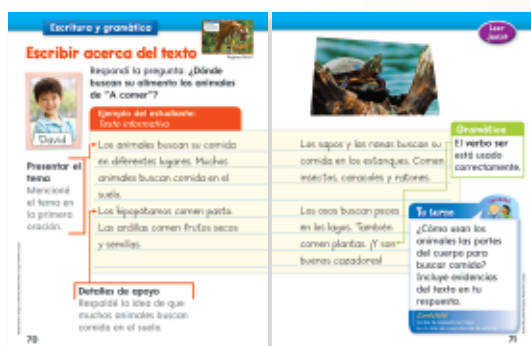 Escritura y gramática
Escribir acerca del texto
Respondí la pregunta: ¿Dónde
buscan su alimento los animales
de "A comer"?
David
Ejemplo del estudiante:
Texto informativo
Presentar el
tema
Mencioné
el tema en
la primera
oración.
Los animales buscan su comida
en diferentes lugares. Muchos
animales buscan comida en el
suelo.
Los hipopótamos comen pasto.
Las ardillas comen frutos secos
y semillas.
Detalles de apoyo
Respaldé la idea de que
muchos animales buscan
comida en el suelo.
70
Leer
juntos
Los sapos y las ranas buscan su
comida en los estanques. Comen
insectos, caracoles y ratones.
Los osos buscan peces
en los lagos. También
comen plantas. ¡Y son
buenos cazadores!
Gramática
El verbo ser
está usado
correctamente.
Tu turno
¿Cómo usan los
animales las partes
del cuerpo para
buscar comida?
Incluye evidencias
del texto en tu
respuesta.
71